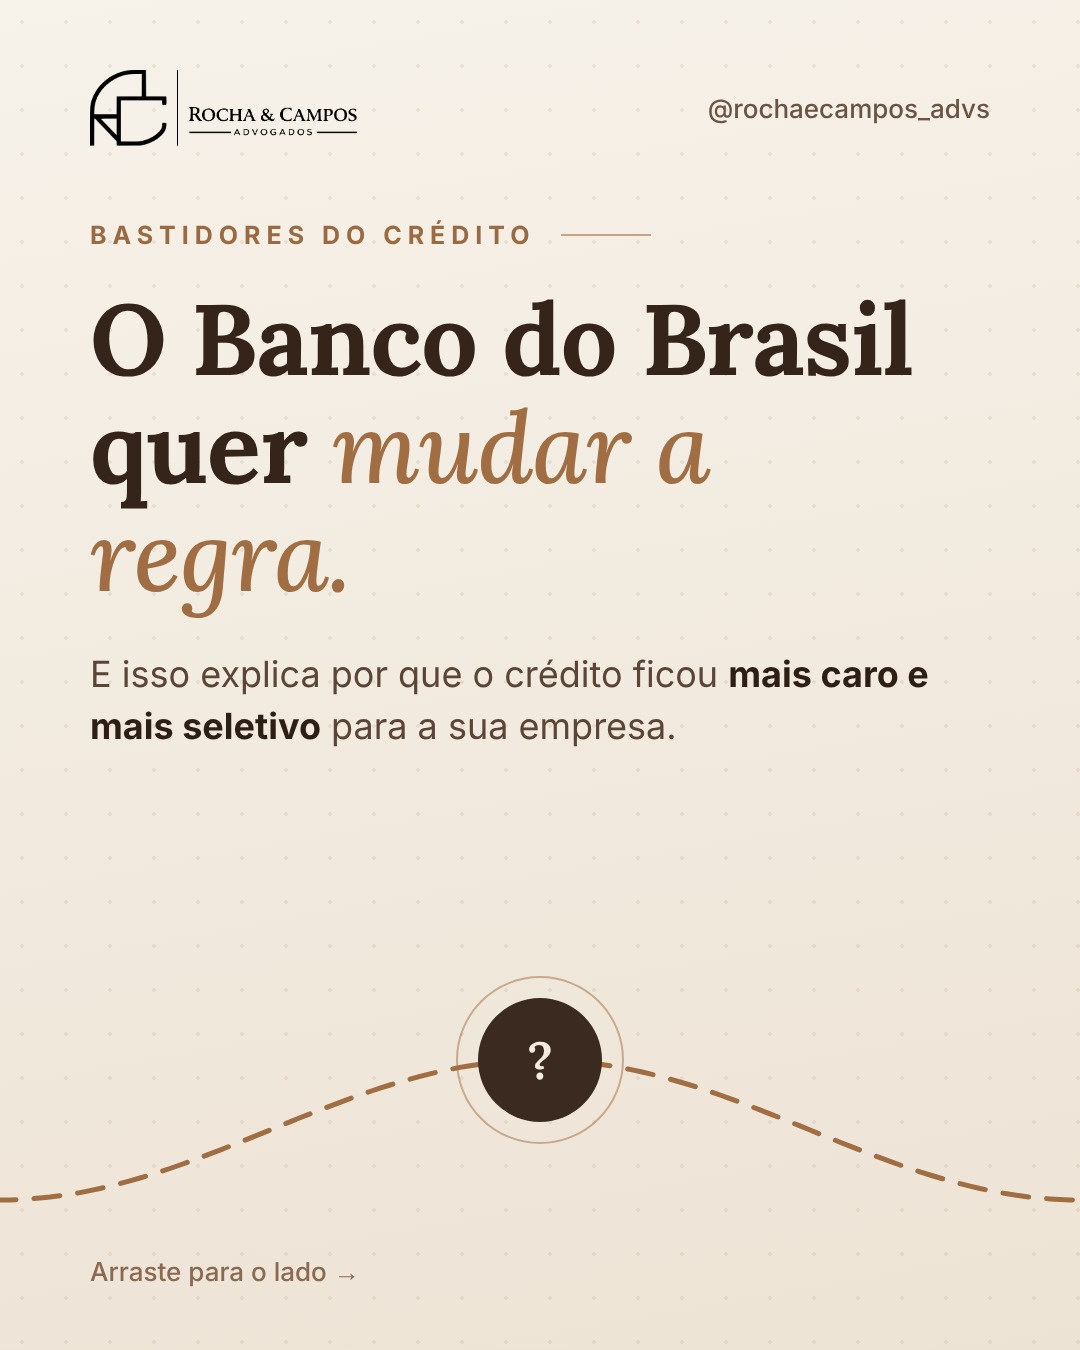 ROCHA & CAMPOS
ADVOGADOS
@rochaecampos_advs
BASTIDORES DO CRÉDITO
O Banco do Brasil
quer mudar a
regra.
E isso explica por que o crédito ficou mais caro e
mais seletivo para a sua empresa.
?
Arraste para o lado →